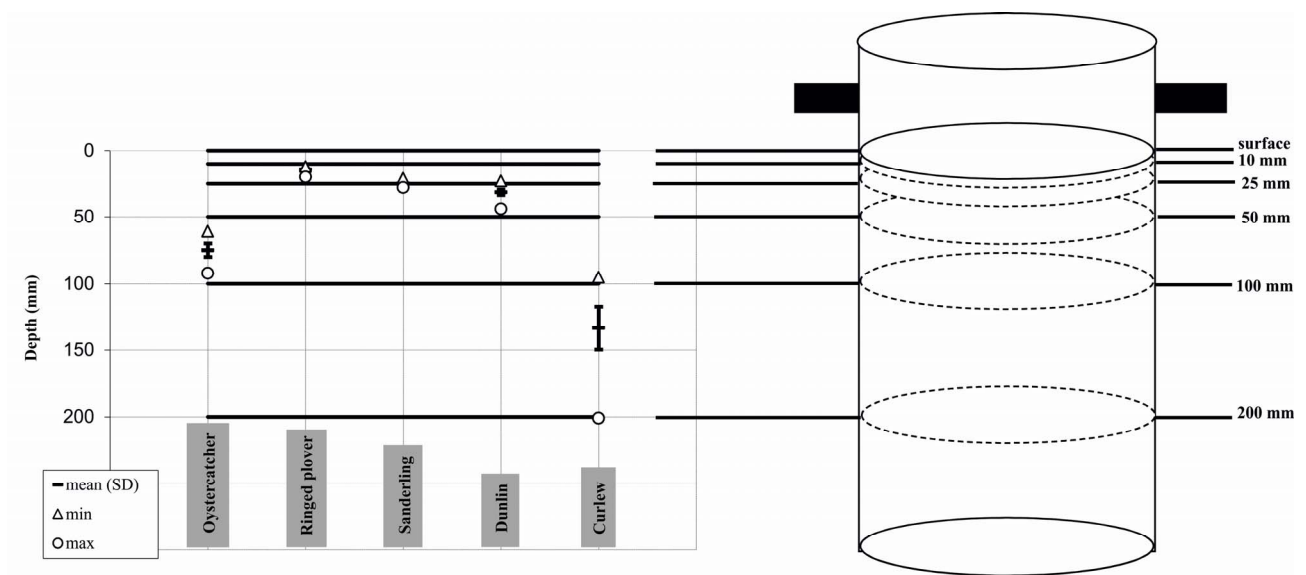 0
50
100
150
200
Depth (mm)
mean (SD)
min
max
Oystercatcher
Ringed plover
Sanderling
Dunlin
Curlew
surface
10 mm
25 mm
50 mm
100 mm
200 mm